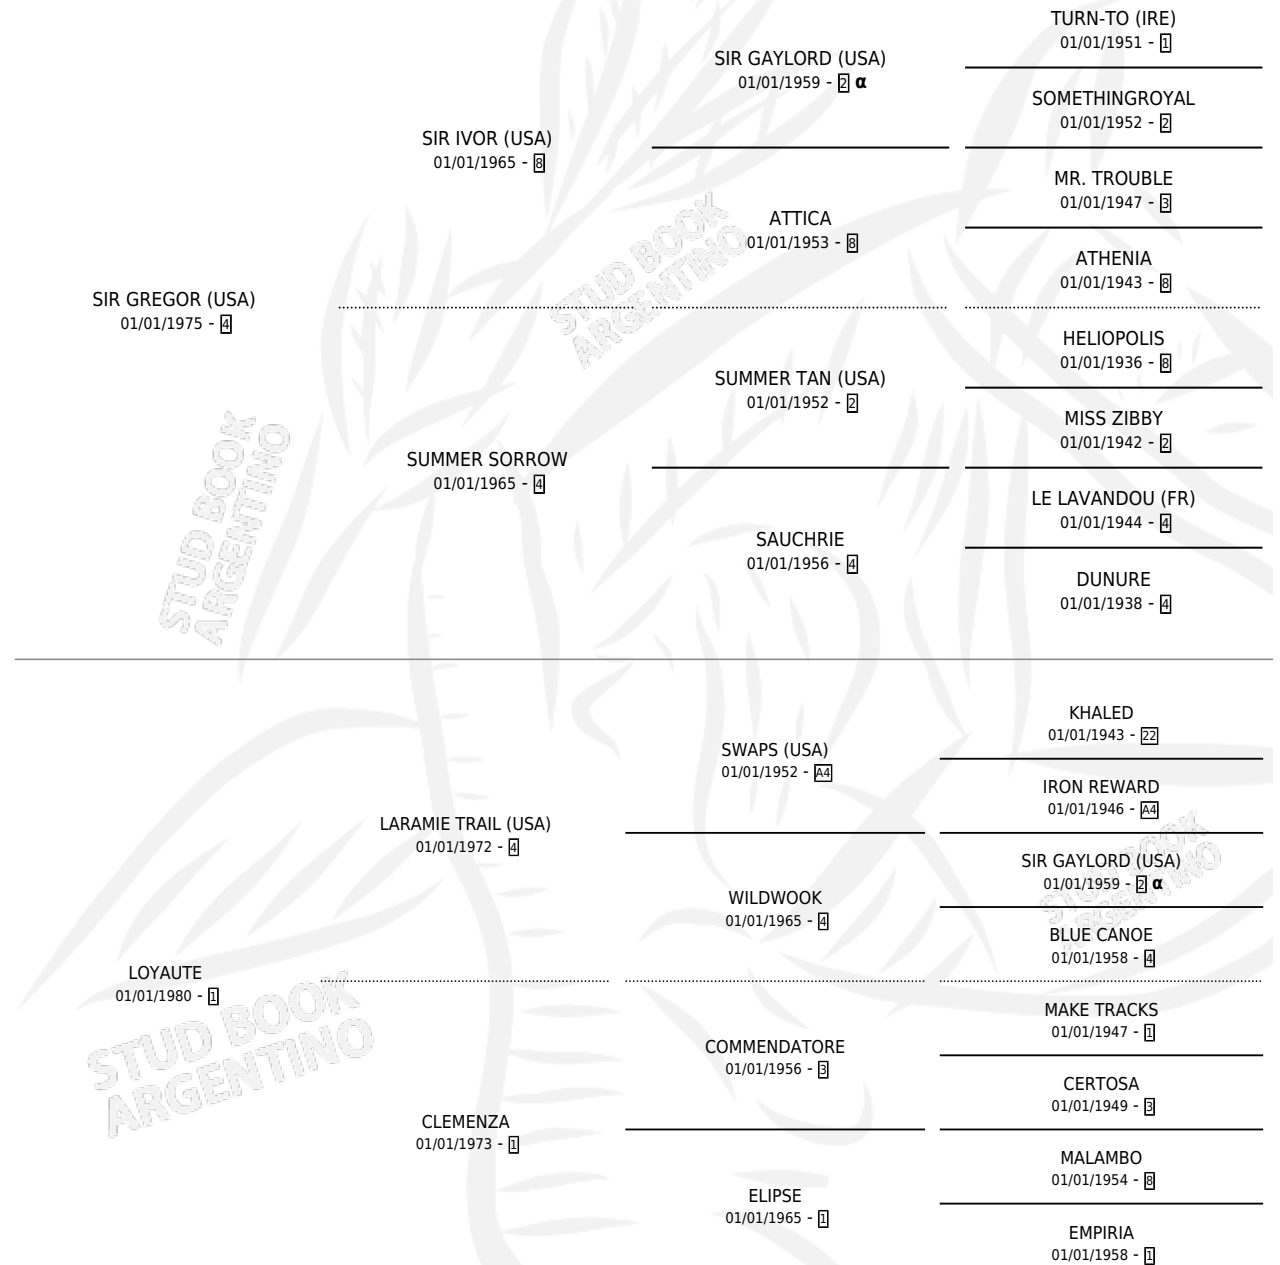 TURN-TO (IRE)
01/01/1951 - 1
SIR GAYLORD (USA)
01/01/1959 - 2 α
SOMETHINGROYAL
01/01/1952 - 2
SIR IVOR (USA)
01/01/1965 - 8
MR. TROUBLE
01/01/1947 - 3
ATTICA
01/01/1953 - 8
ATHENIA
01/01/1943 - 8
SIR GREGOR (USA)
01/01/1975 - 4
HELIOPOLIS
01/01/1936 - 8
SUMMER TAN (USA)
01/01/1952 - 2
MISS ZIBBY
01/01/1942 - 2
SUMMER SORROW
01/01/1965 - 4
LE LAVANDOU (FR)
01/01/1944 - 4
SAUCHRIE
01/01/1956 - 4
DUNURE
01/01/1938 - 4
KHALED
01/01/1943 - 22
SWAPS (USA)
01/01/1952 - A4
IRON REWARD
01/01/1946 - A4
LARAMIE TRAIL (USA)
01/01/1972 - 4
SIR GAYLORD (USA)
01/01/1959 - 2 α
WILDWOOK
01/01/1965 - 4
BLUE CANOE
01/01/1958 - 4
LOYAUTE
01/01/1980 - 1
MAKE TRACKS
01/01/1947 - 1
COMMENDATORE
01/01/1956 - 3
CERTOSA
01/01/1949 - 3
CLEMENZA
01/01/1973 - 1
MALAMBO
01/01/1954 - 8
ELIPSE
01/01/1965 - 1
EMPIRIA
01/01/1958 - 1
STUD BOOK
ARGENTINO
STUD BOOK
ARGENTINO
STUD BOOK
ARGENTINO
STUD BOOK
ARGENTINO